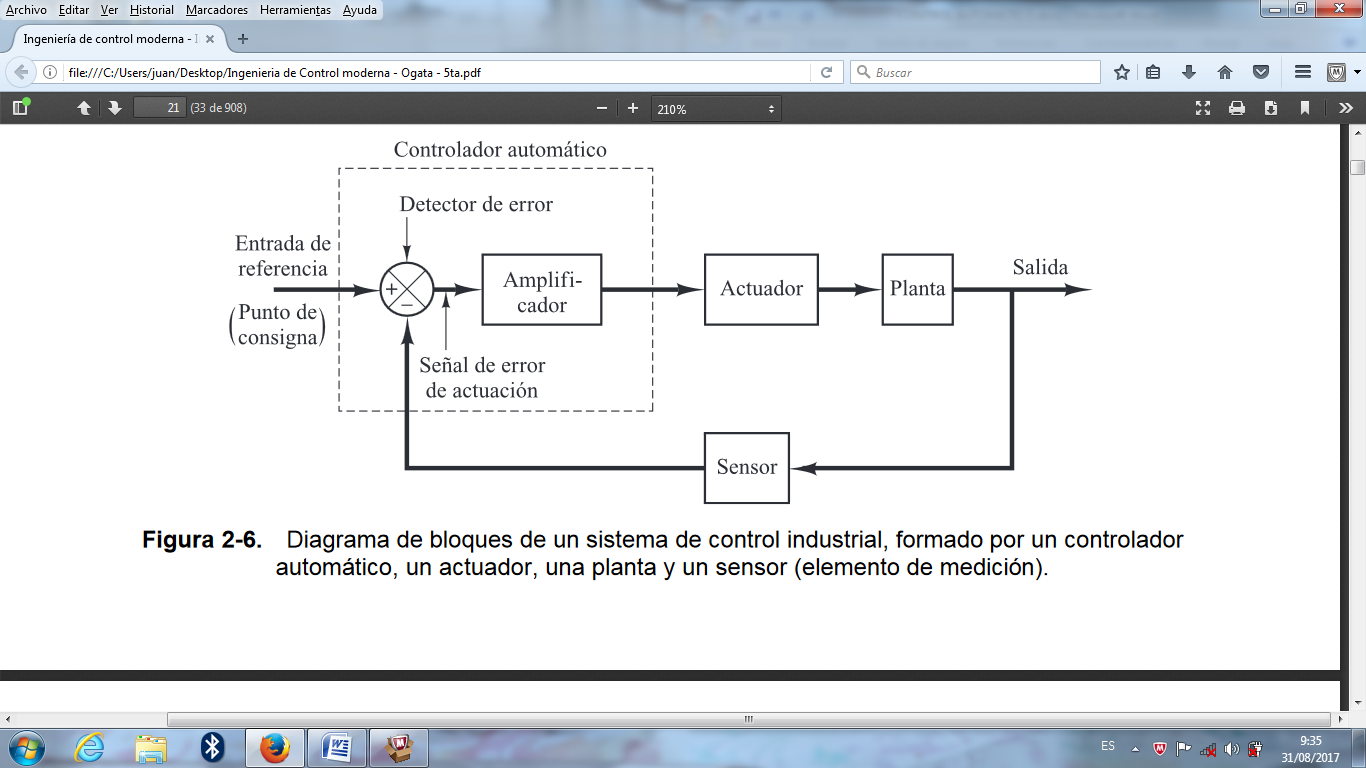 Archivo Editar Ver Historial Marcadores Herramientas Ayuda
Ingeniería de control moderna - I
file:///C:/Users/juan/Desktop/Ingenieria de Control moderna - Ogata - 5ta.pdf
Buscar
21 (33 de 908)
210%
Controlador automático
Detector de error
Entrada de
referencia
(Punto de
consigna)
+
−
Amplifi-
cador
Señal de error
de actuación
Actuador
Planta
Salida
Sensor
Figura 2-6. Diagrama de bloques de un sistema de control industrial, formado por un controlador
automático, un actuador, una planta y un sensor (elemento de medición).
ES
9:35
31/08/2017